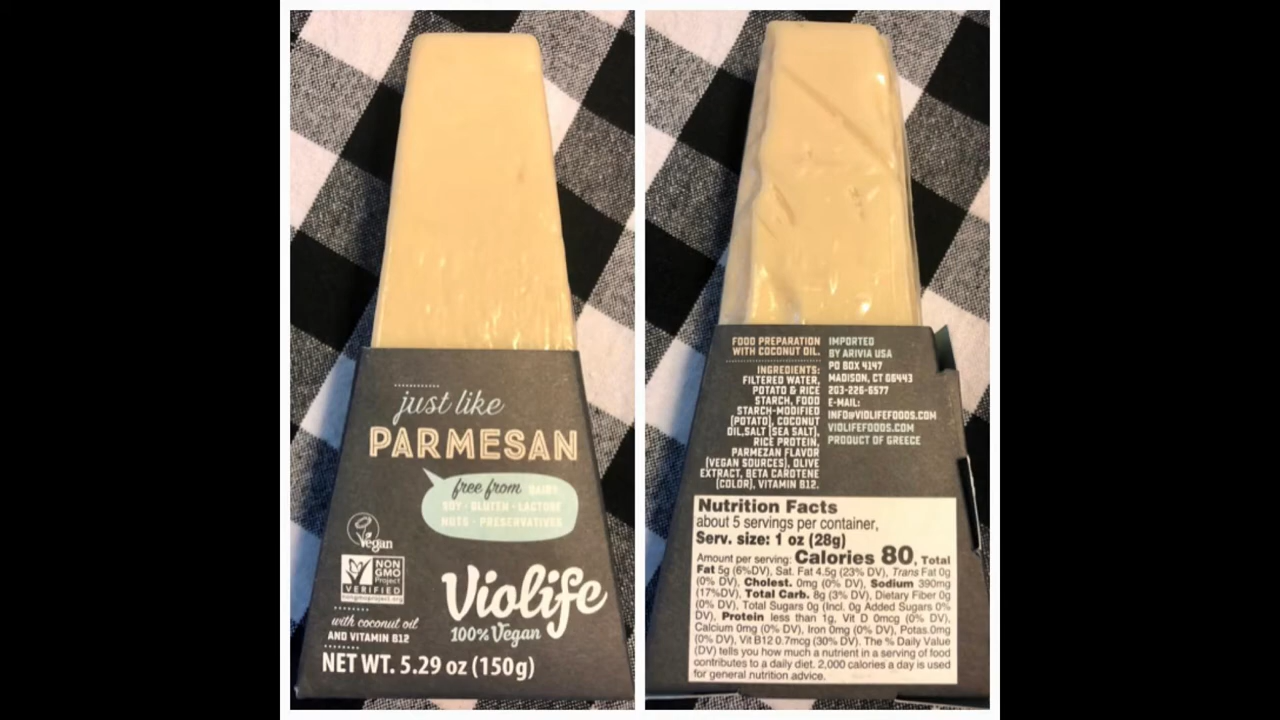 just like
PARMESAN
free from DAIRY
SOY · GLUTEN · LACTOSE
NUTS · PRESERVATIVES
Vegan
NON
GMO
Project
VERIFIED
nongmoproject.org
Violife
100% Vegan
with coconut oil
AND VITAMIN B12
NET WT. 5.29 oz (150g)
FOOD PREPARATION
WITH COCONUT OIL.
INGREDIENTS:
FILTERED WATER,
POTATO & RICE
STARCH, FOOD
STARCH-MODIFIED
(POTATO), COCONUT
OIL,SALT (SEA SALT),
RICE PROTEIN,
PARMEZAN FLAVOR
(VEGAN SOURCES), OLIVE
EXTRACT, BETA CAROTENE
(COLOR), VITAMIN B12.
IMPORTED
BY ARIVIA USA
PO BOX 4147
MADISON, CT 06443
203-226-6577
E-MAIL:
INFO@VIOLIFEFOODS.COM
VIOLIFEFOODS.COM
PRODUCT OF GREECE
Nutrition Facts
about 5 servings per container,
Serv. size: 1 oz (28g)
Amount per serving: Calories 80, Total
Fat 5g (6%DV), Sat. Fat 4.5g (23% DV), Trans Fat 0g
(0% DV), Cholest. 0mg (0% DV), Sodium 390mg
(17%DV), Total Carb. 8g (3% DV), Dietary Fiber 0g
(0% DV), Total Sugars 0g (Incl. 0g Added Sugars 0%
DV), Protein less than 1g, Vit D 0mcg (0% DV),
Calcium 0mg (0% DV), Iron 0mg (0% DV), Potas.0mg
(0% DV), Vit B12 0.7mcg (30% DV). The % Daily Value
(DV) tells you how much a nutrient in a serving of food
contributes to a daily diet. 2,000 calories a day is used
for general nutrition advice.